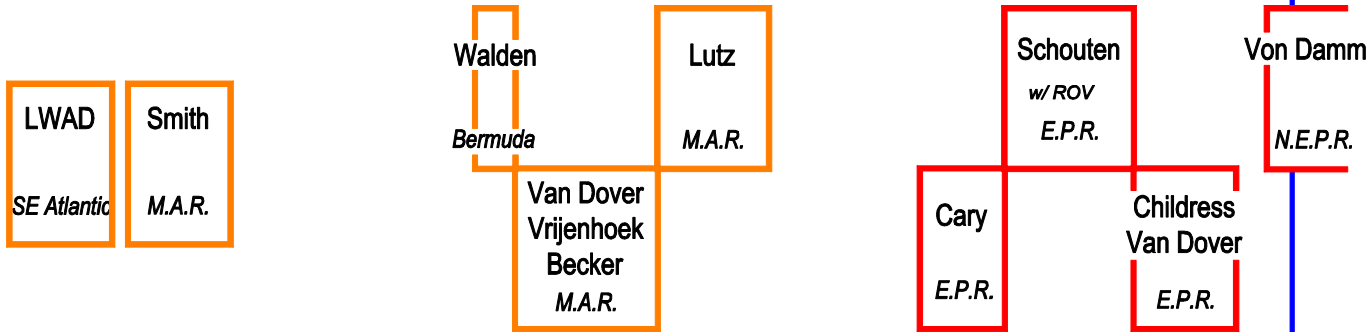 LWAD
SE Atlantic
Smith
M.A.R.
Walden
Bermuda
Van Dover
Vrijenhoek
Becker
M.A.R.
Lutz
M.A.R.
Cary
E.P.R.
Schouten
w/ ROV
E.P.R.
Childress
Van Dover
E.P.R.
Von Damm
N.E.P.R.